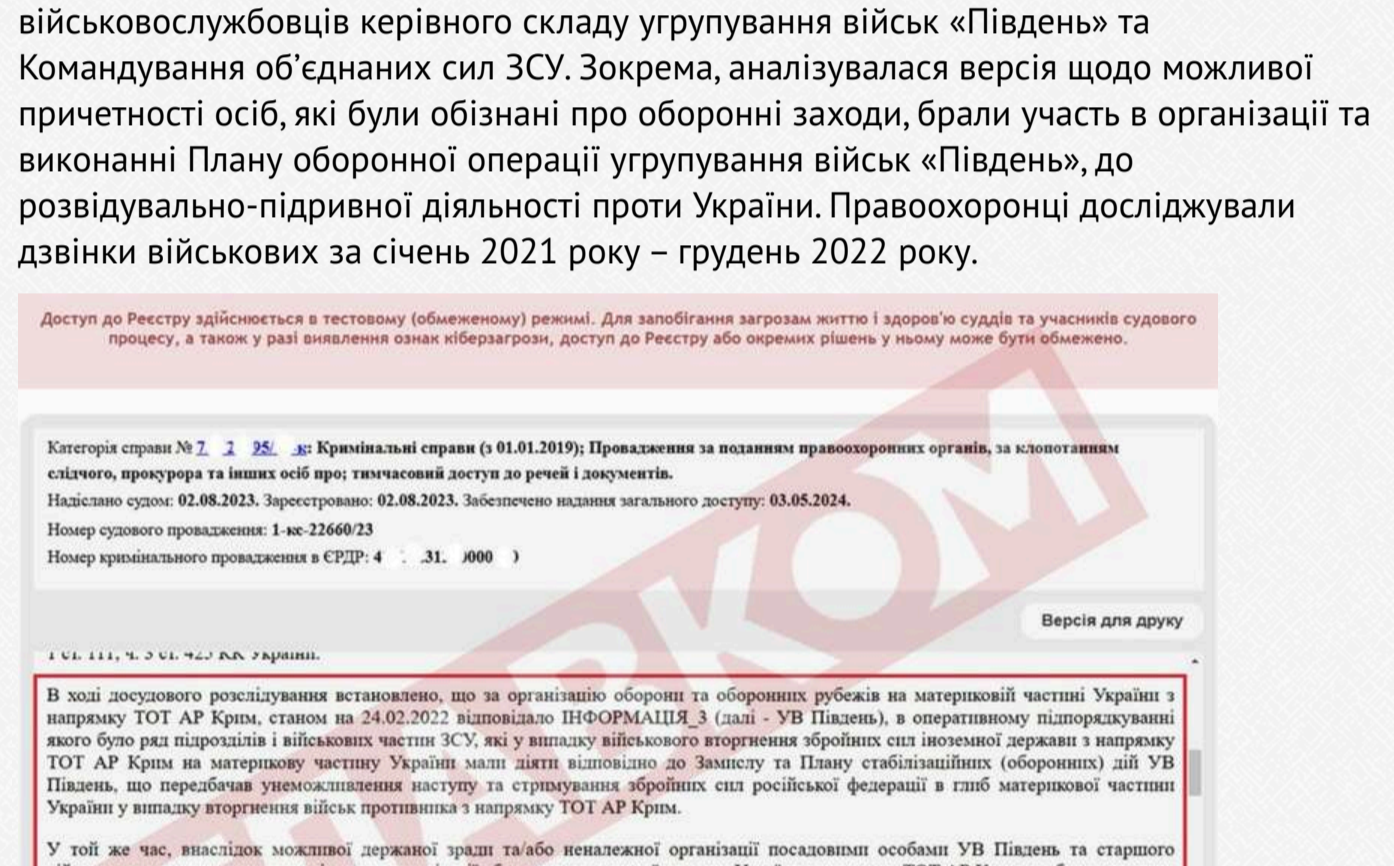 військовослужбовців керівного складу угрупування військ «Південь» та
Командування об’єднаних сил ЗСУ. Зокрема, аналізувалася версія щодо можливої
причетності осіб, які були обізнані про оборонні заходи, брали участь в організації та
виконанні Плану оборонної операції угрупування військ «Південь», до
розвідувально-підривної діяльності проти України. Правоохоронці досліджували
дзвінки військових за січень 2021 року – грудень 2022 року.
Доступ до Реєстру здійснюється в тестовому (обмеженому) режимі. Для запобігання загрозам життю і здоров'ю суддів та учасників судового
процесу, а також у разі виявлення ознак кіберзагрози, доступ до Реєстру або окремих рішень у ньому може бути обмежено.
Категорія справи № 7 2 95/ к: Кримінальні справи (з 01.01.2019); Провадження за поданням правоохоронних органів, за клопотанням
слідчого, прокурора та інших осіб про; тимчасовий доступ до речей і документів.
Надіслано судом: 02.08.2023. Зареєстровано: 02.08.2023. Забезпечено надання загального доступу: 03.05.2024.
Номер судового провадження: 1-кс-22660/23
Номер кримінального провадження в ЄРДР: 4 31. 000 )
Версія для друку
В ході досудового розслідування встановлено, що за організацію оборони та оборонних рубежів на материковій частині України з
напрямку ТОТ АР Крим, станом на 24.02.2022 відповідало ІНФОРМАЦІЯ_3 (далі - УВ Південь), в оперативному підпорядкуванні
якого було ряд підрозділів і військових частин ЗСУ, які у випадку військового вторгнення збройних сил іноземної держави з напрямку
ТОТ АР Крим на материкову частину України мали діяти відповідно до Замислу та Плану стабілізаційних (оборонних) дій УВ
Південь, що передбачав унеможливлення наступу та стримування збройних сил російської федерації в глиб материкової частини
України у випадку вторгнення військ противника з напрямку ТОТ АР Крим.
У той же час, внаслідок можливої держаної зради та/або неналежної організації посадовими особами УВ Південь та старшого